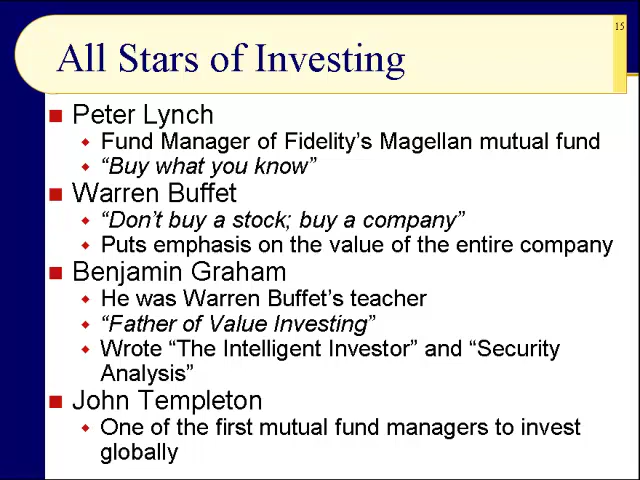 15
All Stars of Investing
Peter Lynch
Fund Manager of Fidelity's Magellan mutual fund
"Buy what you know"
Warren Buffet
"Don't buy a stock; buy a company"
Puts emphasis on the value of the entire company
Benjamin Graham
He was Warren Buffet's teacher
"Father of Value Investing"
Wrote "The Intelligent Investor" and "Security
Analysis"
John Templeton
One of the first mutual fund managers to invest
globally